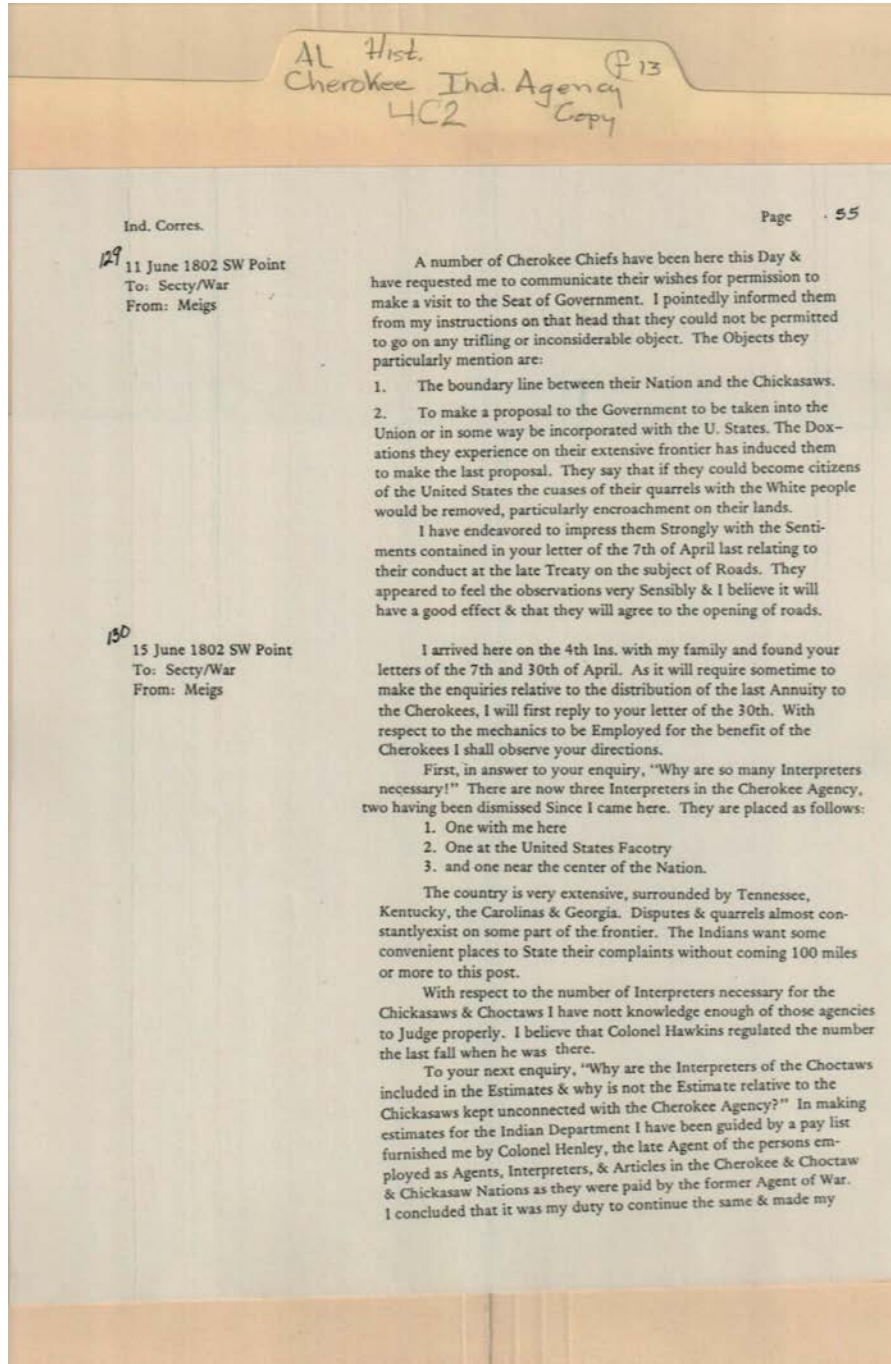 AL Hist.
Cherokee Ind. Agency F 13
4C2 Copy
Page . 55
Ind. Corres.
129
11 June 1802 SW Point
To: Secty/War
From: Meigs
A number of Cherokee Chiefs have been here this Day &
have requested me to communicate their wishes for permission to
make a visit to the Seat of Government. I pointedly informed them
from my instructions on that head that they could not be permitted
to go on any trifling or inconsiderable object. The Objects they
particularly mention are:
1. The boundary line between their Nation and the Chickasaws.
2. To make a proposal to the Government to be taken into the
Union or in some way be incorporated with the U. States. The Dox-
ations they experience on their extensive frontier has induced them
to make the last proposal. They say that if they could become citizens
of the United States the cuases of their quarrels with the White people
would be removed, particularly encroachment on their lands.
I have endeavored to impress them Strongly with the Senti-
ments contained in your letter of the 7th of April last relating to
their conduct at the late Treaty on the subject of Roads. They
appeared to feel the observations very Sensibly & I believe it will
have a good effect & that they will agree to the opening of roads.
130
15 June 1802 SW Point
To: Secty/War
From: Meigs
I arrived here on the 4th Ins. with my family and found your
letters of the 7th and 30th of April. As it will require sometime to
make the enquiries relative to the distribution of the last Annuity to
the Cherokees, I will first reply to your letter of the 30th. With
respect to the mechanics to be Employed for the benefit of the
Cherokees I shall observe your directions.
First, in answer to your enquiry, "Why are so many Interpreters
necessary!" There are now three Interpreters in the Cherokee Agency,
two having been dismissed Since I came here. They are placed as follows:
1. One with me here
2. One at the United States Facotry
3. and one near the center of the Nation.
The country is very extensive, surrounded by Tennessee,
Kentucky, the Carolinas & Georgia. Disputes & quarrels almost con-
stantlyexist on some part of the frontier. The Indians want some
convenient places to State their complaints without coming 100 miles
or more to this post.
With respect to the number of Interpreters necessary for the
Chickasaws & Choctaws I have nott knowledge enough of those agencies
to Judge properly. I believe that Colonel Hawkins regulated the number
the last fall when he was there.
To your next enquiry, "Why are the Interpreters of the Choctaws
included in the Estimates & why is not the Estimate relative to the
Chickasaws kept unconnected with the Cherokee Agency?" In making
estimates for the Indian Department I have been guided by a pay list
furnished me by Colonel Henley, the late Agent of the persons em-
ployed as Agents, Interpreters, & Articles in the Cherokee & Choctaw
& Chickasaw Nations as they were paid by the former Agent of War.
I concluded that it was my duty to continue the same & made my